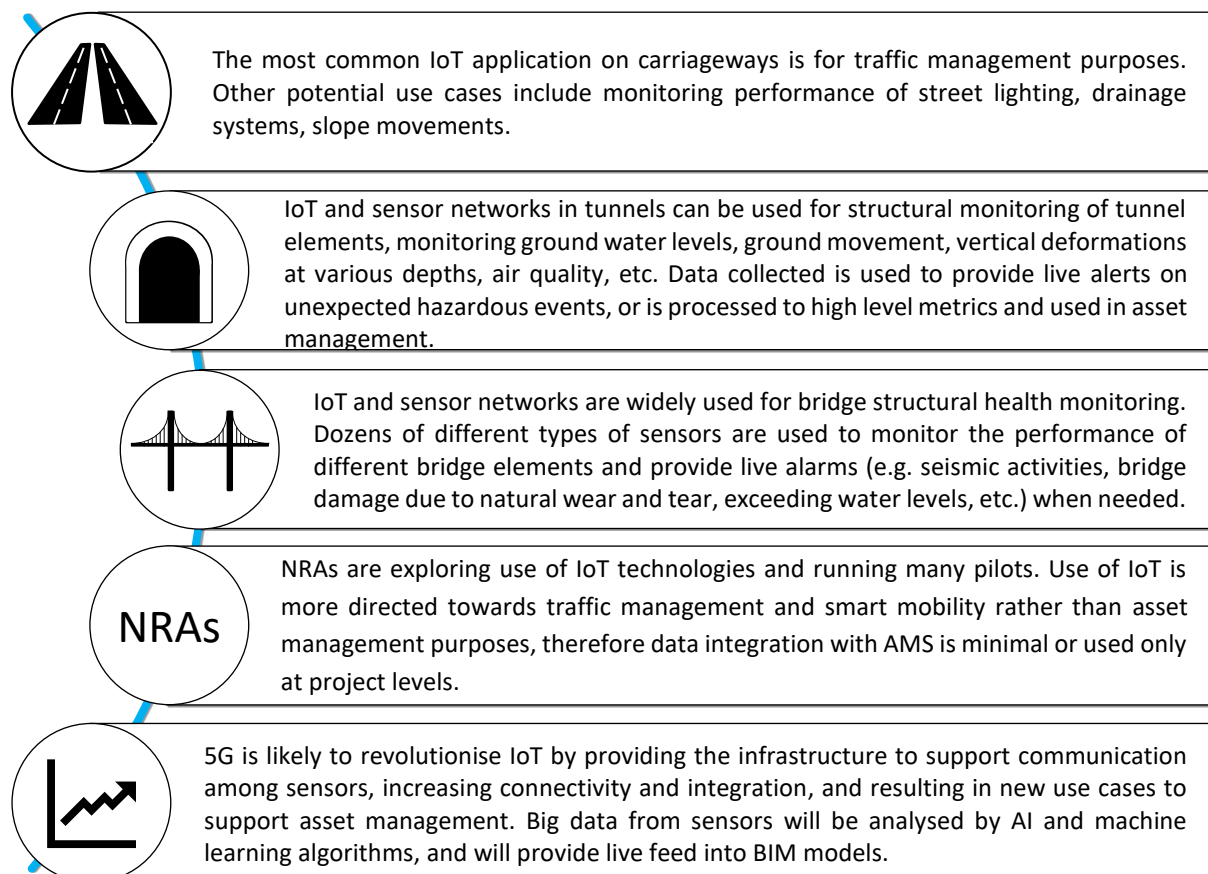 The most common IoT application on carriageways is for traffic management purposes.
Other potential use cases include monitoring performance of street lighting, drainage
systems, slope movements.
IoT and sensor networks in tunnels can be used for structural monitoring of tunnel
elements, monitoring ground water levels, ground movement, vertical deformations
at various depths, air quality, etc. Data collected is used to provide live alerts on
unexpected hazardous events, or is processed to high level metrics and used in asset
management.
IoT and sensor networks are widely used for bridge structural health monitoring.
Dozens of different types of sensors are used to monitor the performance of
different bridge elements and provide live alarms (e.g. seismic activities, bridge
damage due to natural wear and tear, exceeding water levels, etc.) when needed.
NRAs
NRAs are exploring use of IoT technologies and running many pilots. Use of IoT is
more directed towards traffic management and smart mobility rather than asset
management purposes, therefore data integration with AMS is minimal or used only
at project levels.
5G is likely to revolutionise IoT by providing the infrastructure to support communication
among sensors, increasing connectivity and integration, and resulting in new use cases to
support asset management. Big data from sensors will be analysed by AI and machine
learning algorithms, and will provide live feed into BIM models.